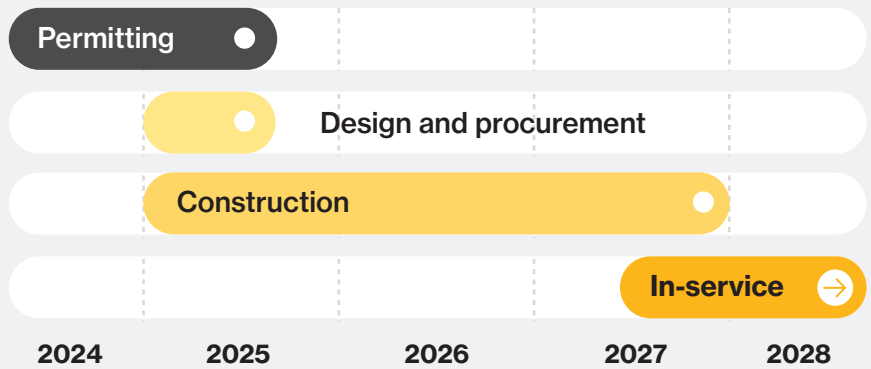 Permitting
Design and procurement
Construction
In-service
2024 2025 2026 2027 2028